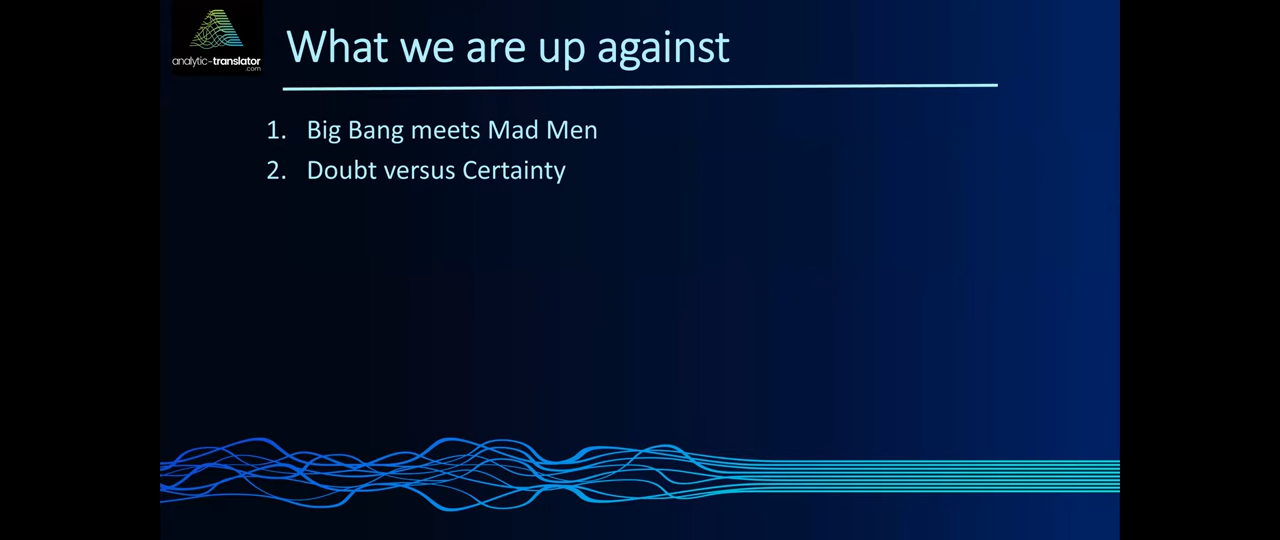 analytic-translator
.com
What we are up against
1. Big Bang meets Mad Men
2. Doubt versus Certainty